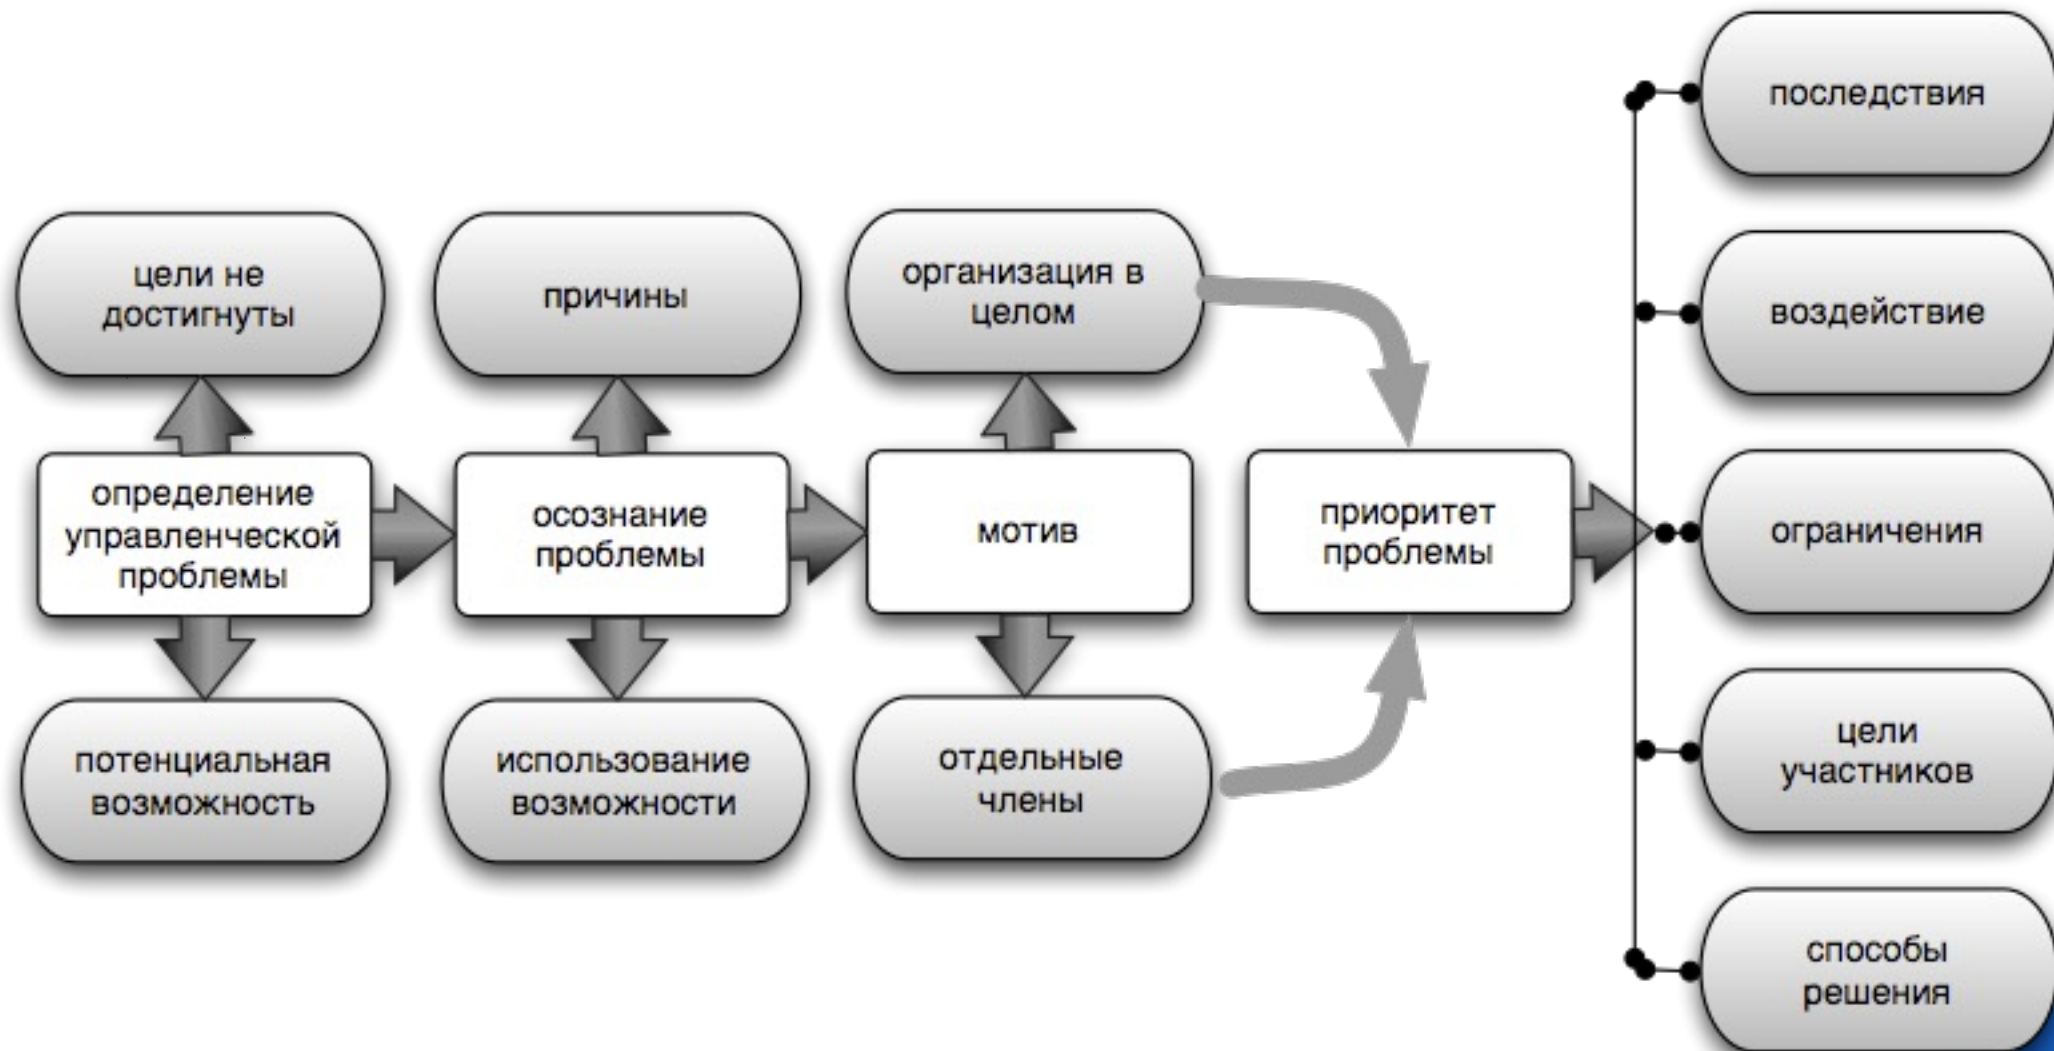 цели не
достигнуты
причины
организация в
целом
определение
управленческой
проблемы
осознание
проблемы
мотив
приоритет
проблемы
потенциальная
возможность
использование
возможности
отдельные
члены
последствия
воздействие
ограничения
цели
участников
способы
решения